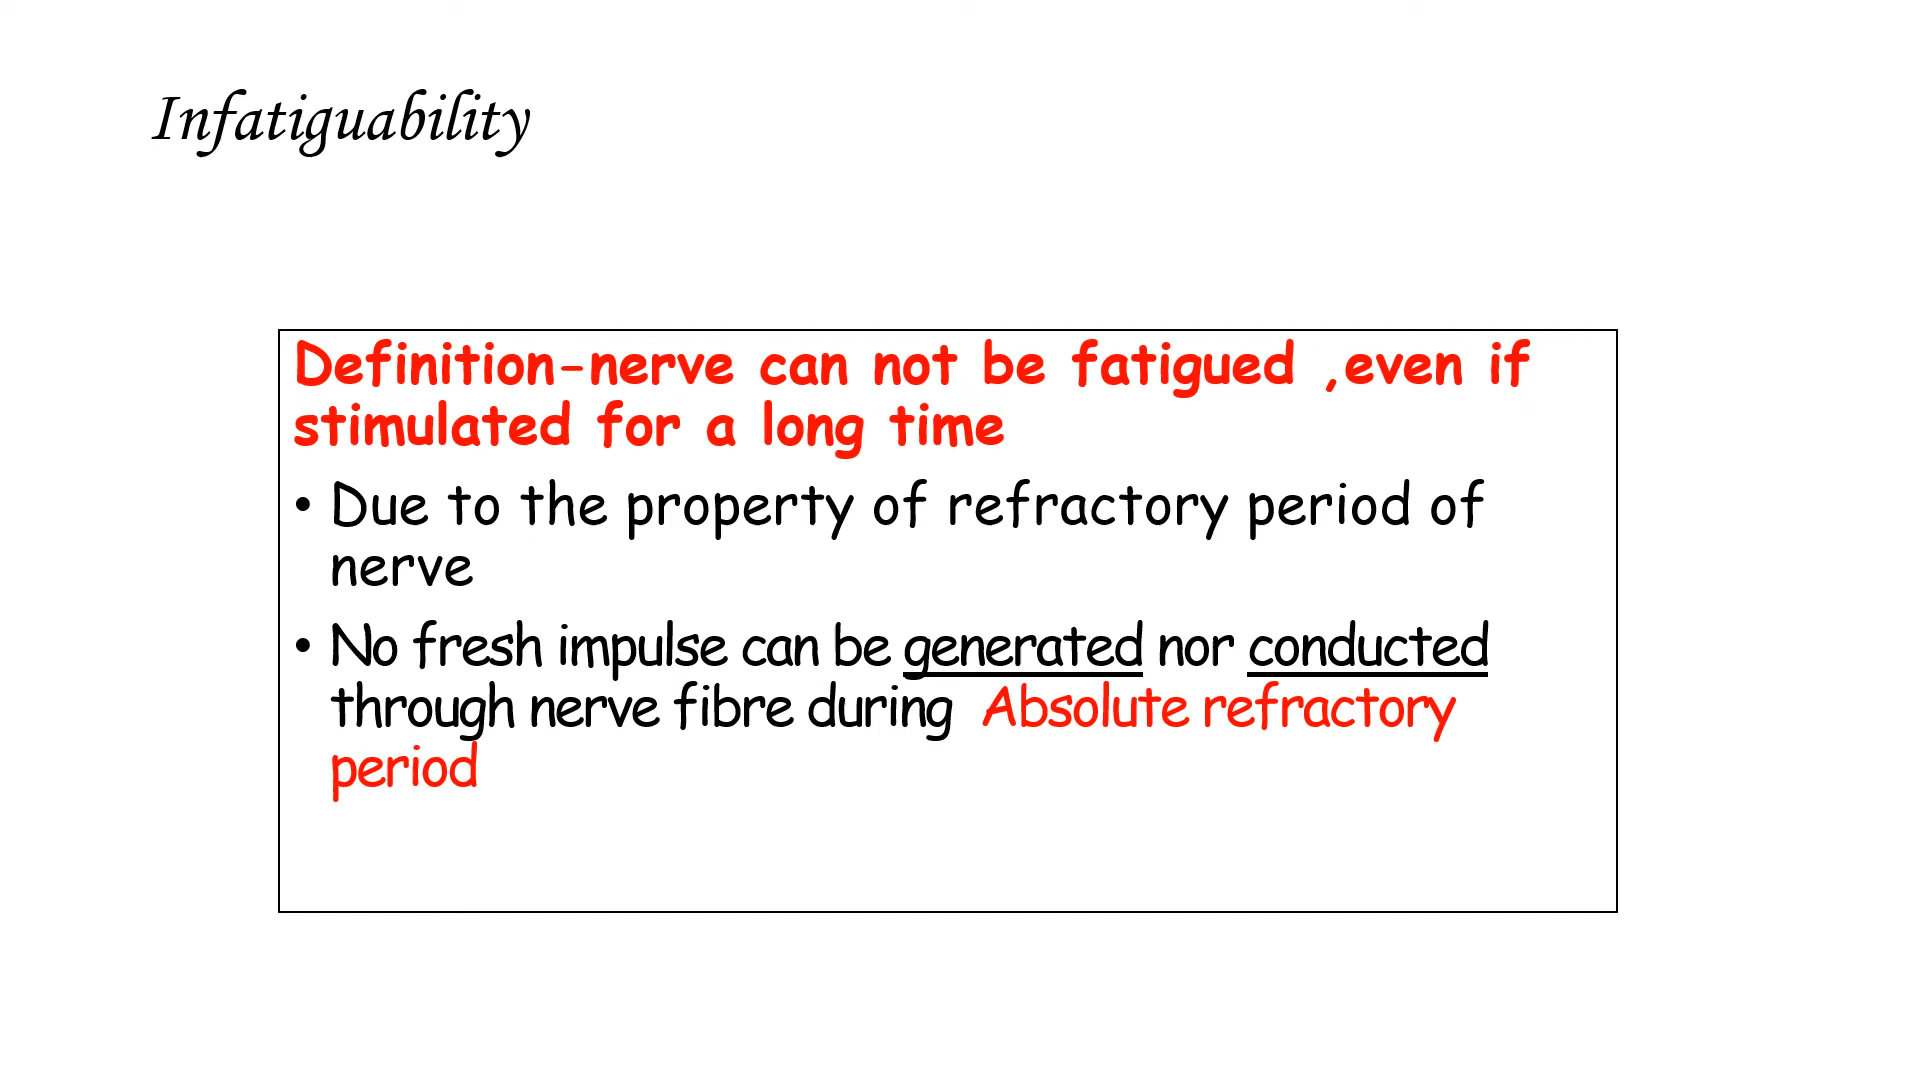 Infatiguability
Definition-nerve can not be fatigued ,even if
stimulated for a long time
• Due to the property of refractory period of
nerve
• No fresh impulse can be generated nor conducted
through nerve fibre during Absolute refractory
period